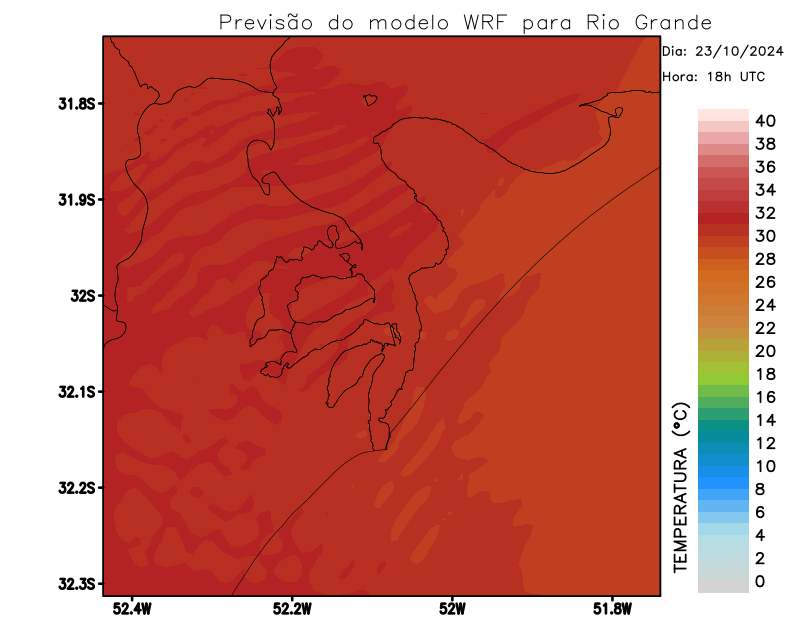 Previsão do modelo WRF para Rio Grande
Dia: 23/10/2024
Hora: 18h UTC
31.8S
31.9S
32S
32.1S
32.2S
32.3S
52.4W
52.2W
52W
51.8W
TEMPERATURA (°C)
40
38
36
34
32
30
28
26
24
22
20
18
16
14
12
10
8
6
4
2
0